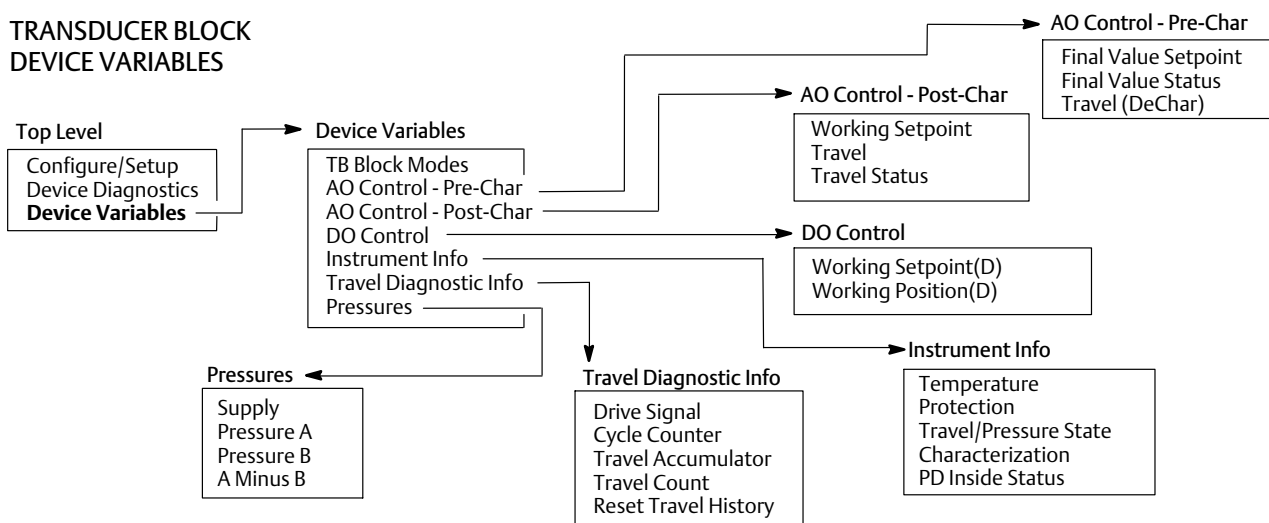 TRANSDUCER BLOCK
DEVICE VARIABLES
Top Level
Configure/Setup
Device Diagnostics
Device Variables
Device Variables
TB Block Modes
AO Control - Pre-Char
AO Control - Post-Char
DO Control
Instrument Info
Travel Diagnostic Info
Pressures
AO Control - Pre-Char
Final Value Setpoint
Final Value Status
Travel (DeChar)
AO Control - Post-Char
Working Setpoint
Travel
Travel Status
DO Control
Working Setpoint(D)
Working Position(D)
Instrument Info
Temperature
Protection
Travel/Pressure State
Characterization
PD Inside Status
Travel Diagnostic Info
Drive Signal
Cycle Counter
Travel Accumulator
Travel Count
Reset Travel History
Pressures
Supply
Pressure A
Pressure B
A Minus B